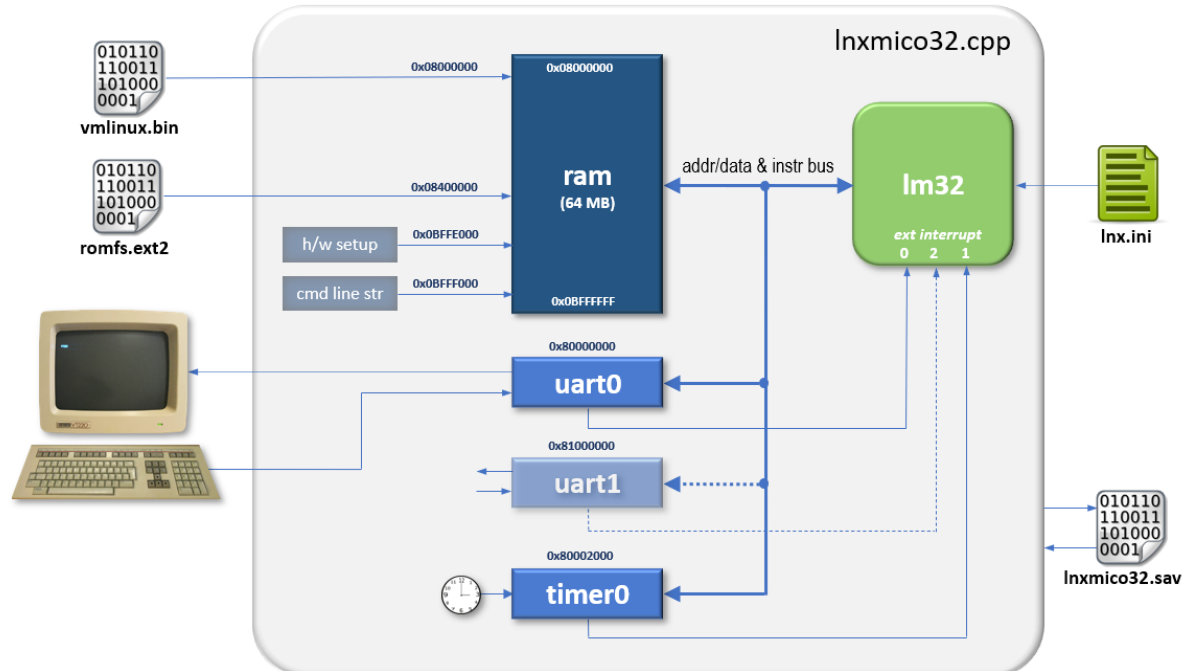 lnxmico32.cpp
010110
110011
101000
0001
vmlinux.bin
0x08000000
0x08000000
ram
(64 MB)
addr/data & instr bus
lm32
ext interrupt
0 2 1
lnx.ini
010110
110011
101000
0001
romfs.ext2
0x08400000
h/w setup
0x0BFFE000
cmd line str
0x0BFFF000
0x0BFFFFFF
0x80000000
uart0
0x81000000
uart1
0x80002000
timer0
010110
110011
101000
0001
lnxmico32.sav